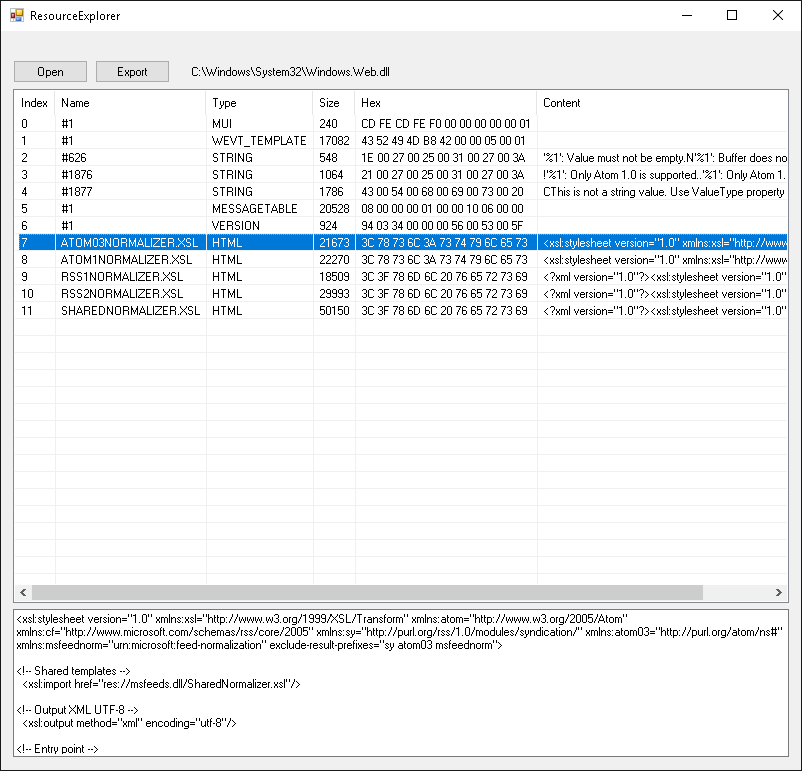 ResourceExplorer
Open Export C:\Windows\System32\Windows.Web.dll
Index Name Type Size Hex Content
0 #1 MUI 240 CD FE CD FE F0 00 00 00 00 00 01
1 #1 WEVT_TEMPLATE 17082 43 52 49 4D B8 42 00 00 05 00 01
2 #626 STRING 548 1E 00 27 00 25 00 31 00 27 00 3A '%1': Value must not be empty.N'%1': Buffer does no
3 #1876 STRING 1064 21 00 27 00 25 00 31 00 27 00 3A !'%1': Only Atom 1.0 is supported..'%1': Only Atom 1.
4 #1877 STRING 1786 43 00 54 00 68 00 69 00 73 00 20 CThis is not a string value. Use ValueType property
5 #1 MESSAGETABLE 20528 08 00 00 00 01 00 00 10 06 00 00
6 #1 VERSION 924 94 03 34 00 00 00 56 00 53 00 5F
7 ATOM03NORMALIZER.XSL HTML 21673 3C 78 73 6C 3A 73 74 79 6C 65 73 <xsl:stylesheet version="1.0" xmlns:xsl="http://www
8 ATOM1NORMALIZER.XSL HTML 22270 3C 78 73 6C 3A 73 74 79 6C 65 73 <xsl:stylesheet version="1.0" xmlns:xsl="http://www
9 RSS1NORMALIZER.XSL HTML 18509 3C 3F 78 6D 6C 20 76 65 72 73 69 <?xml version="1.0"?><xsl:stylesheet version="1.0"
10 RSS2NORMALIZER.XSL HTML 29993 3C 3F 78 6D 6C 20 76 65 72 73 69 <?xml version="1.0"?><xsl:stylesheet version="1.0"
11 SHAREDNORMALIZER.XSL HTML 50150 3C 3F 78 6D 6C 20 76 65 72 73 69 <?xml version="1.0"?><xsl:stylesheet version="1.0"
<xsl:stylesheet version="1.0" xmlns:xsl="http://www.w3.org/1999/XSL/Transform" xmlns:atom="http://www.w3.org/2005/Atom"
xmlns:cf="http://www.microsoft.com/schemas/rss/core/2005" xmlns:sy="http://purl.org/rss/1.0/modules/syndication/" xmlns:atom03="http://purl.org/atom/ns#"
xmlns:msfeednorm="urn:microsoft:feed-normalization" exclude-result-prefixes="sy atom03 msfeednorm">
<!-- Shared templates -->
<xsl:import href="res://msfeeds.dll/SharedNormalizer.xsl"/>
<!-- Output XML UTF-8 -->
<xsl:output method="xml" encoding="utf-8"/>
<!-- Entry point -->